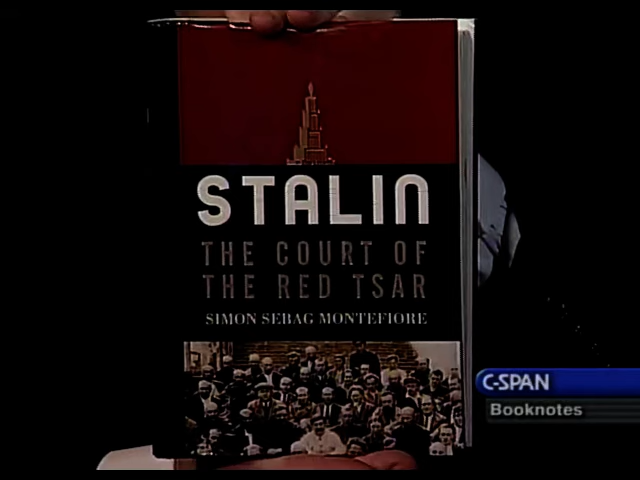 STALIN
THE COURT OF
THE RED TSAR
SIMON SEBAG MONTEFIORE
C-SPAN
Booknotes